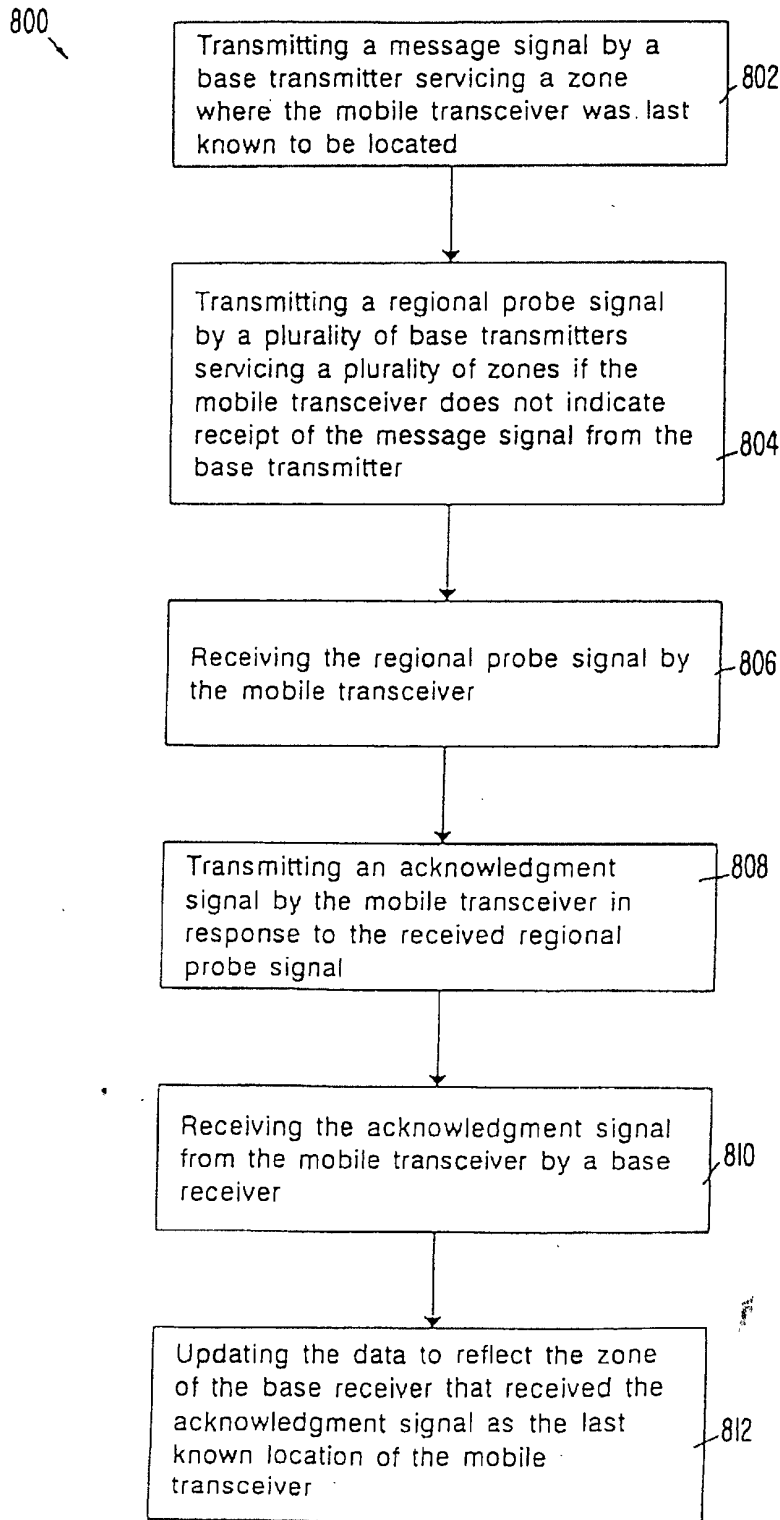 800
Transmitting a message signal by a
base transmitter servicing a zone
where the mobile transceiver was last
known to be located
802
Transmitting a regional probe signal
by a plurality of base transmitters
servicing a plurality of zones if the
mobile transceiver does not indicate
receipt of the message signal from the
base transmitter
804
Receiving the regional probe signal by
the mobile transceiver
806
Transmitting an acknowledgment
signal by the mobile transceiver in
response to the received regional
probe signal
808
Receiving the acknowledgment signal
from the mobile transceiver by a base
receiver
810
Updating the data to reflect the zone
of the base receiver that received the
acknowledgment signal as the last
known location of the mobile
transceiver
812